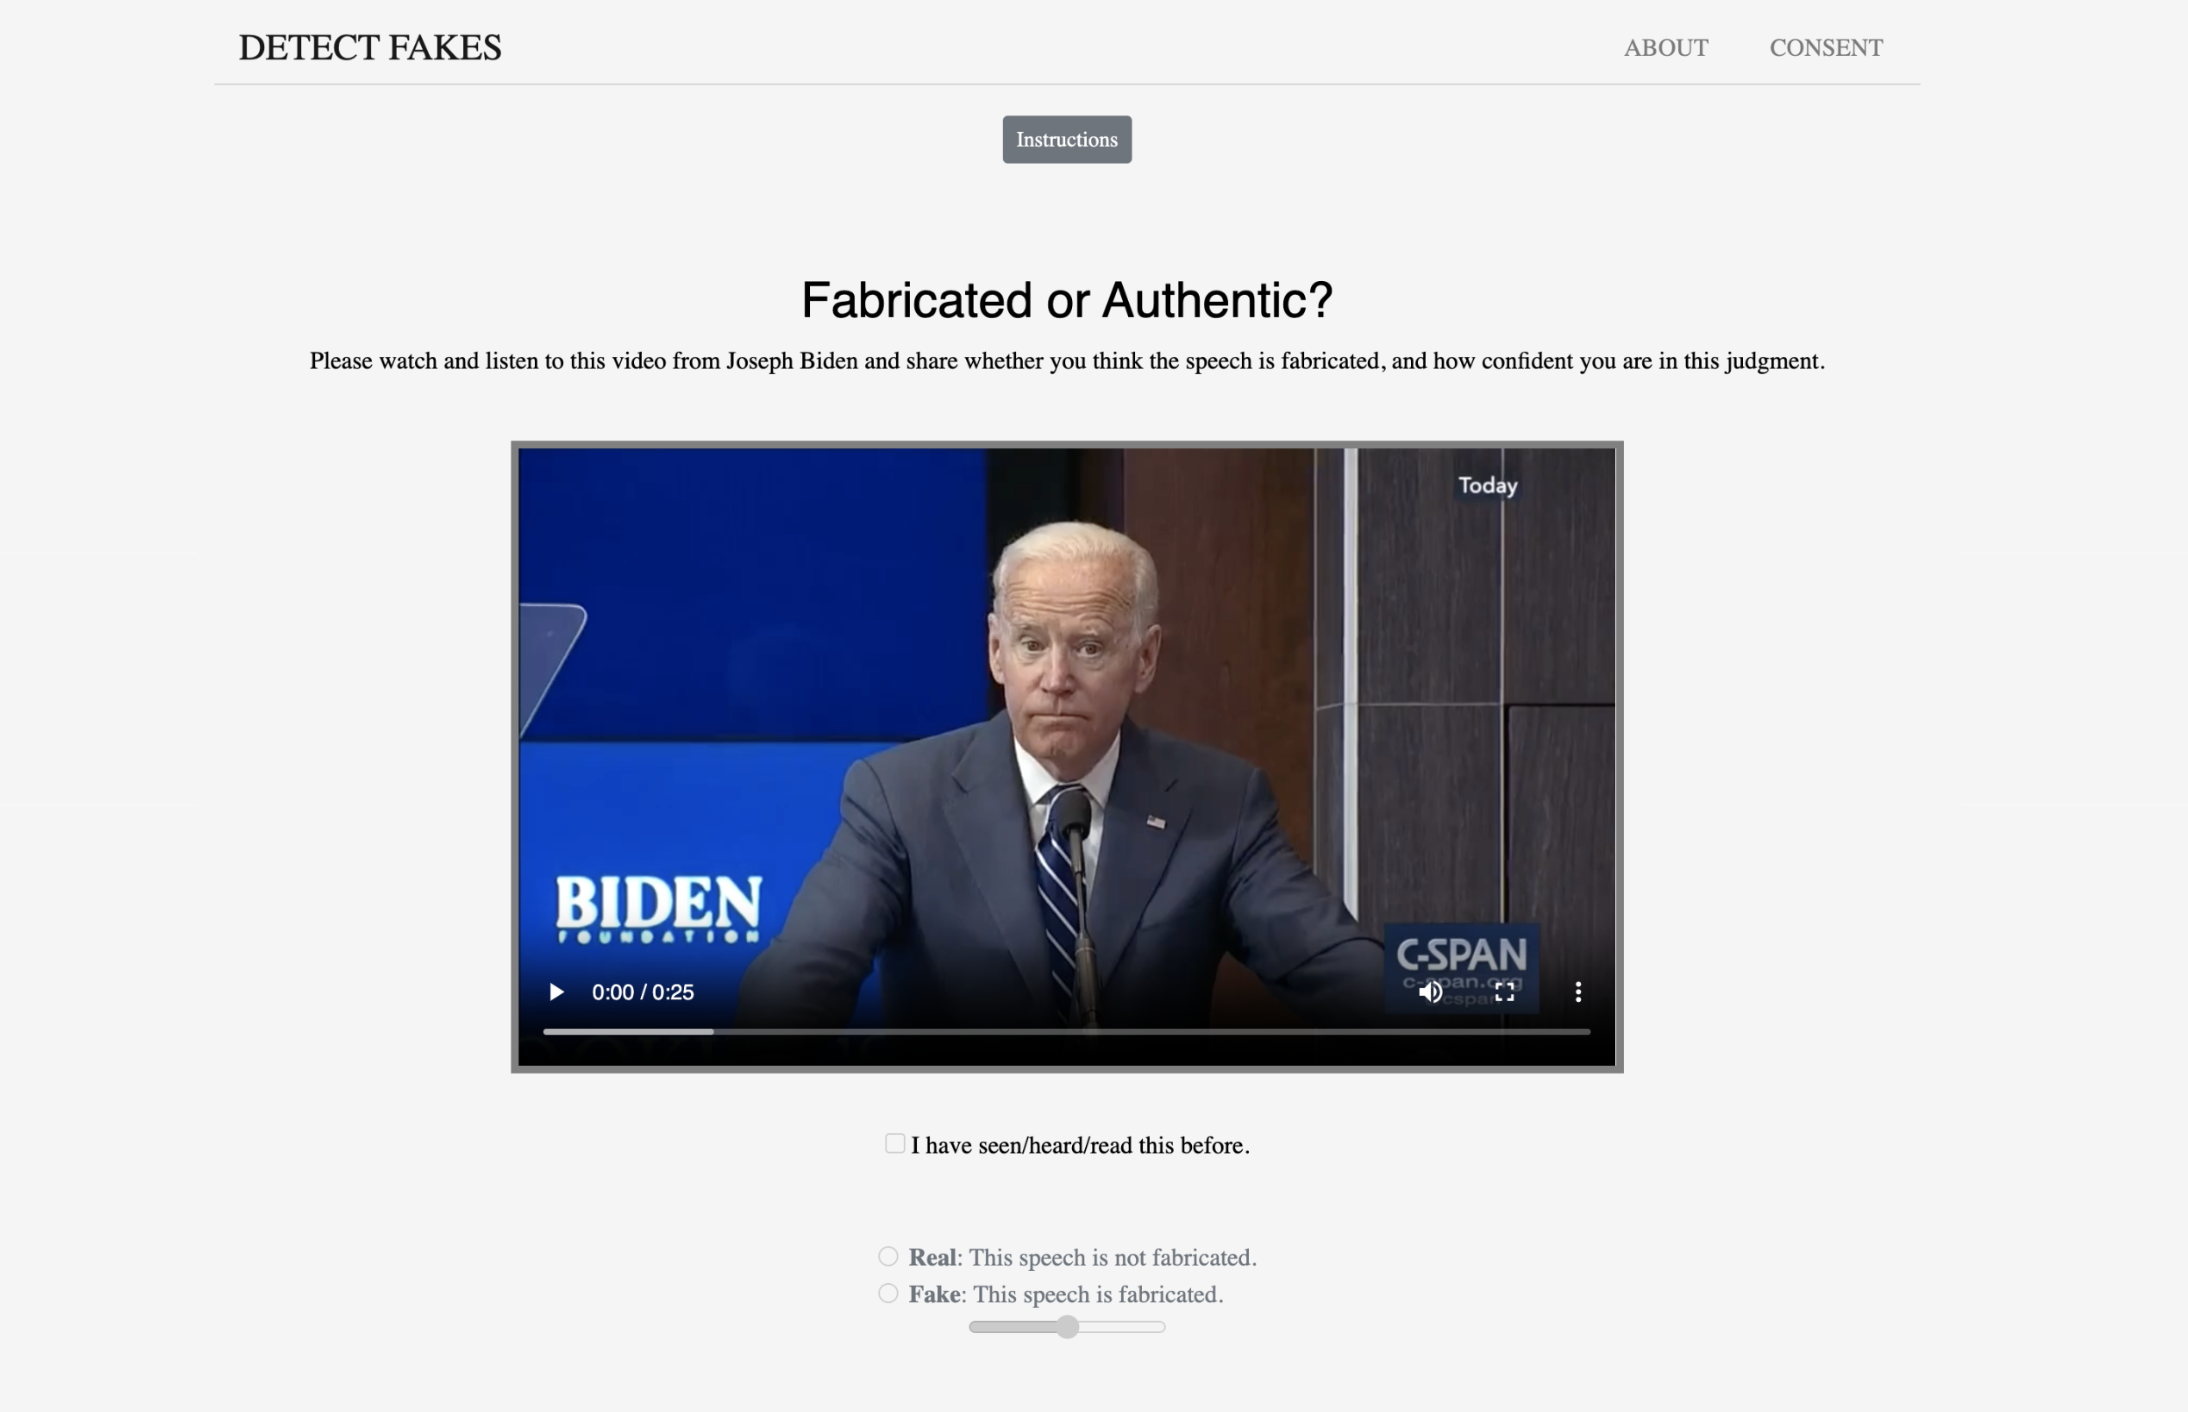 DETECT FAKES
ABOUT
CONSENT
Instructions
Fabricated or Authentic?
Please watch and listen to this video from Joseph Biden and share whether you think the speech is fabricated, and how confident you are in this judgment.
Today
BIDEN
FOUNDATION
C-SPAN
c-span.org
0:00 / 0:25
I have seen/heard/read this before.
Real: This speech is not fabricated.
Fake: This speech is fabricated.